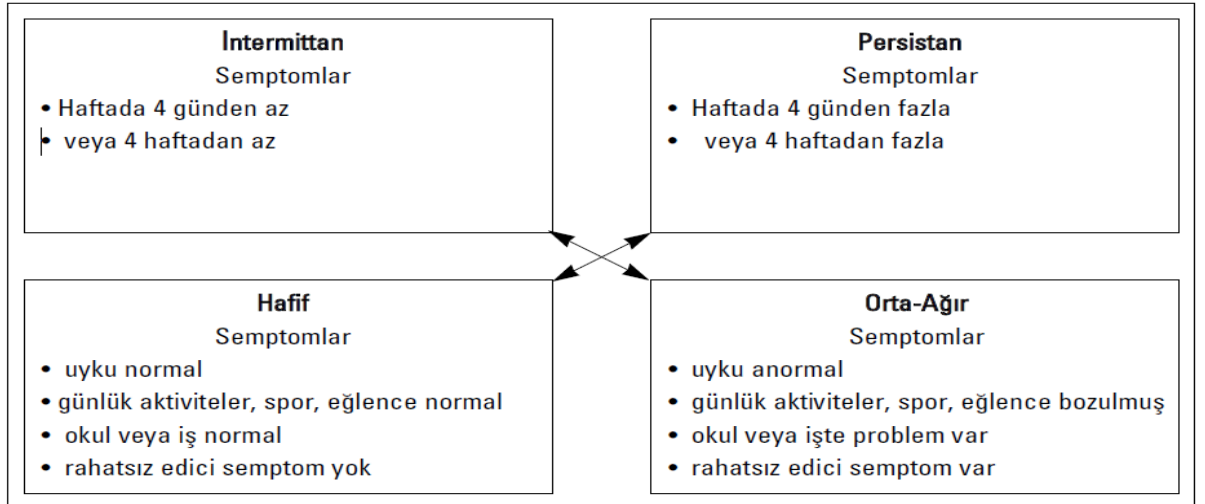 İntermittan
Semptomlar
• Haftada 4 günden az
• veya 4 haftadan az
Persistan
Semptomlar
• Haftada 4 günden fazla
• veya 4 haftadan fazla
Hafif
Semptomlar
• uyku normal
• günlük aktiviteler, spor, eğlence normal
• okul veya iş normal
• rahatsız edici semptom yok
Orta-Ağır
Semptomlar
• uyku anormal
• günlük aktiviteler, spor, eğlence bozulmuş
• okul veya işte problem var
• rahatsız edici semptom var